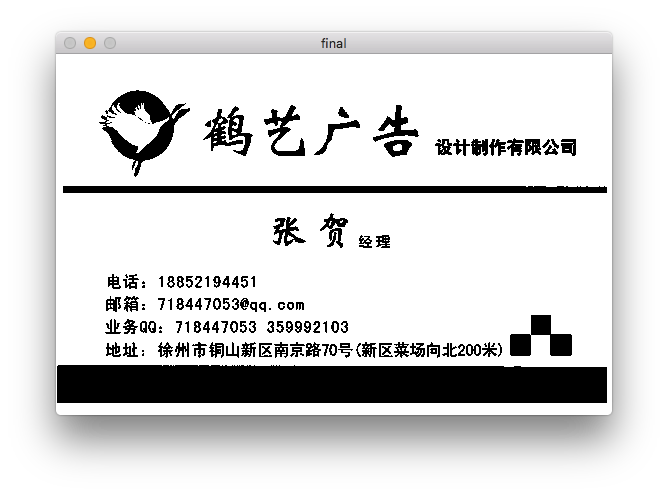 final
鹤艺广告 设计制作有限公司
张贺 经理
电话：18852194451
邮箱：718447053@qq.com
业务QQ：718447053 359992103
地址：徐州市铜山新区南京路70号(新区菜场向北200米)